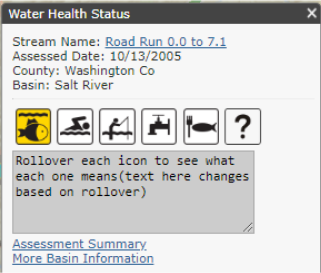 Water Health Status X
Stream Name: Road Run 0.0 to 7.1
Assessed Date: 10/13/2005
County: Washington Co
Basin: Salt River
?
Rollover each icon to see what
each one means(text here changes
based on rollover)
Assessment Summary
More Basin Information